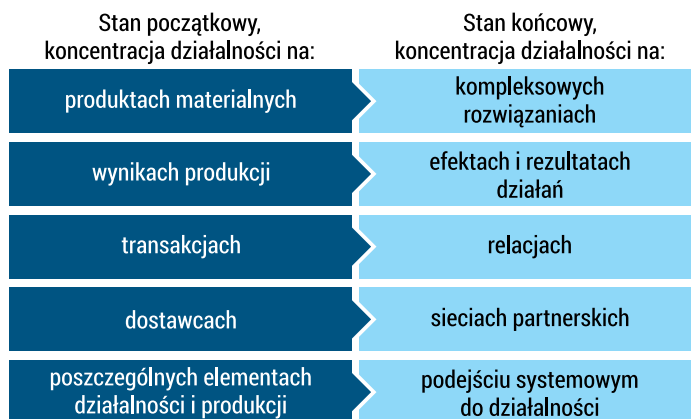 Stan początkowy,
koncentracja działalności na:
Stan końcowy,
koncentracja działalności na:
produktach materialnych
kompleksowych
rozwiązaniach
wynikach produkcji
efektach i rezultatach
działań
transakcjach
relacjach
dostawcach
sieciach partnerskich
poszczególnych elementach
działalności i produkcji
podejściu systemowym
do działalności